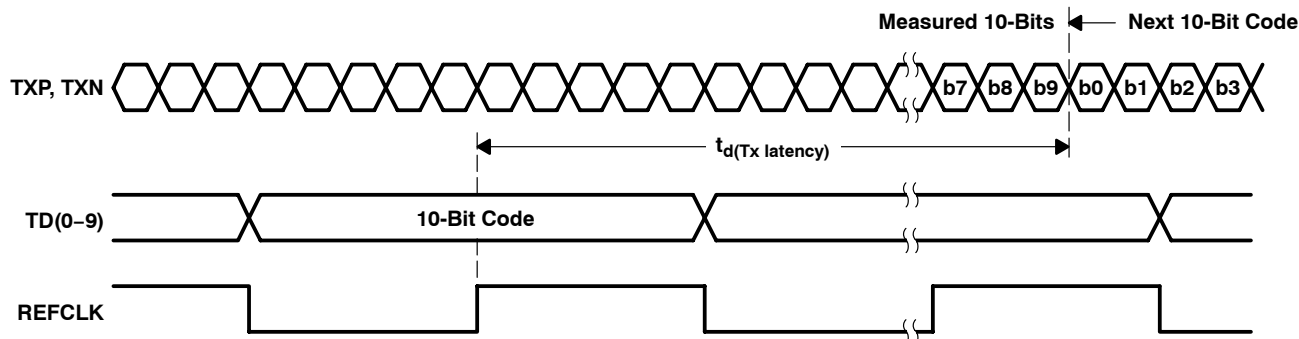 Measured 10-Bits Next 10-Bit Code
TXP, TXN b7 b8 b9 b0 b1 b2 b3
td(Tx latency)
TD(0–9) 10-Bit Code
REFCLK